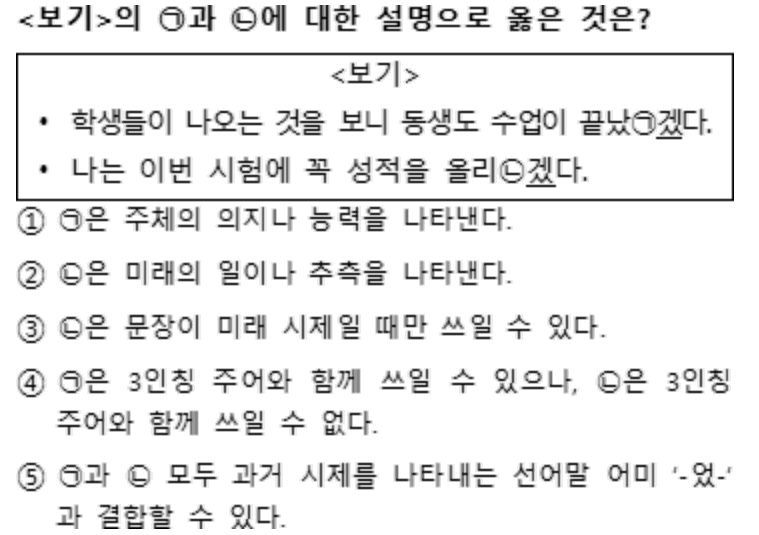 <보기>의 ㉠과 ㉡에 대한 설명으로 옳은 것은?
<보기>
• 학생들이 나오는 것을 보니 동생도 수업이 끝났㉠겠다.
• 나는 이번 시험에 꼭 성적을 올리㉡겠다.
① ㉠은 주체의 의지나 능력을 나타낸다.
② ㉡은 미래의 일이나 추측을 나타낸다.
③ ㉡은 문장이 미래 시제일 때만 쓰일 수 있다.
④ ㉠은 3인칭 주어와 함께 쓰일 수 있으나, ㉡은 3인칭
주어와 함께 쓰일 수 없다.
⑤ ㉠과 ㉡ 모두 과거 시제를 나타내는 선어말 어미 ‘-었-’
과 결합할 수 있다.